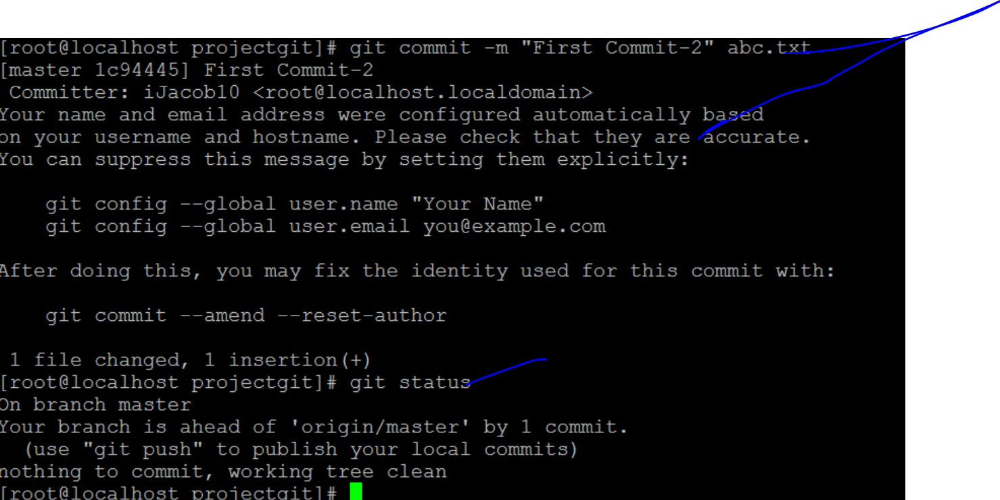 [root@localhost projectgit]# git commit -m "First Commit-2" abc.txt
[master 1c94445] First Commit-2
 Committer: iJacob10 <root@localhost.localdomain>
Your name and email address were configured automatically based
on your username and hostname. Please check that they are accurate.
You can suppress this message by setting them explicitly:

    git config --global user.name "Your Name"
    git config --global user.email you@example.com

After doing this, you may fix the identity used for this commit with:

    git commit --amend --reset-author

 1 file changed, 1 insertion(+)
[root@localhost projectgit]# git status
On branch master
Your branch is ahead of 'origin/master' by 1 commit.
  (use "git push" to publish your local commits)
nothing to commit, working tree clean
[root@localhost projectgit]#